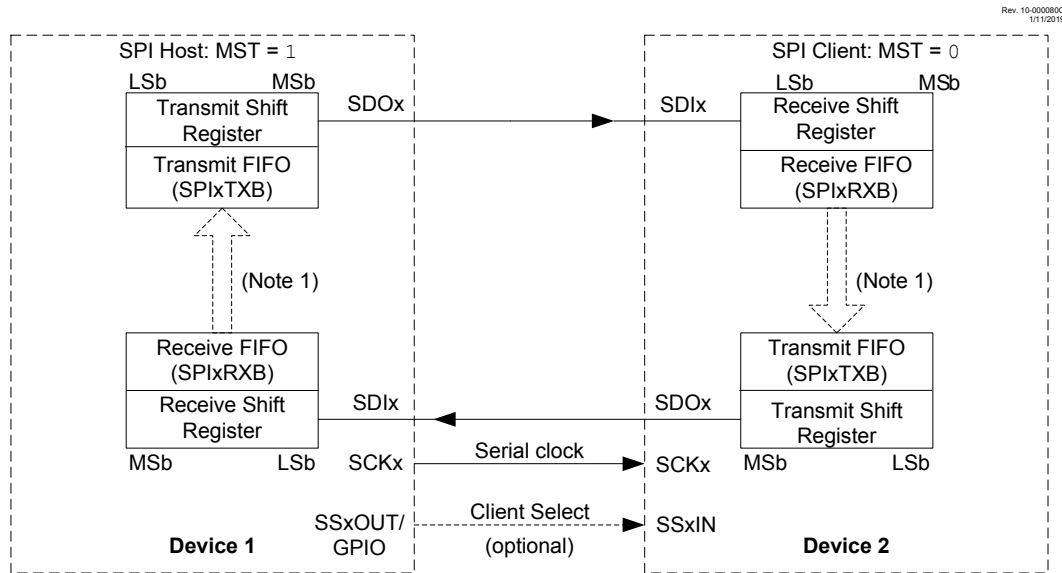 Rev. 10-0000800
1/11/2019
SPI Host: MST = 1
SPI Client: MST = 0
LSb MSb
Transmit Shift
Register
Transmit FIFO
(SPIxTXB)
SDOx
SDIx
LSb MSb
Receive Shift
Register
Receive FIFO
(SPIxRXB)
(Note 1)
(Note 1)
Receive FIFO
(SPIxRXB)
Receive Shift
Register
MSb LSb
SDIx
SDOx
Transmit FIFO
(SPIxTXB)
Transmit Shift
Register
MSb LSb
SCKx
Serial clock
SCKx
SSxOUT/
GPIO
Client Select
(optional)
SSxIN
Device 1
Device 2